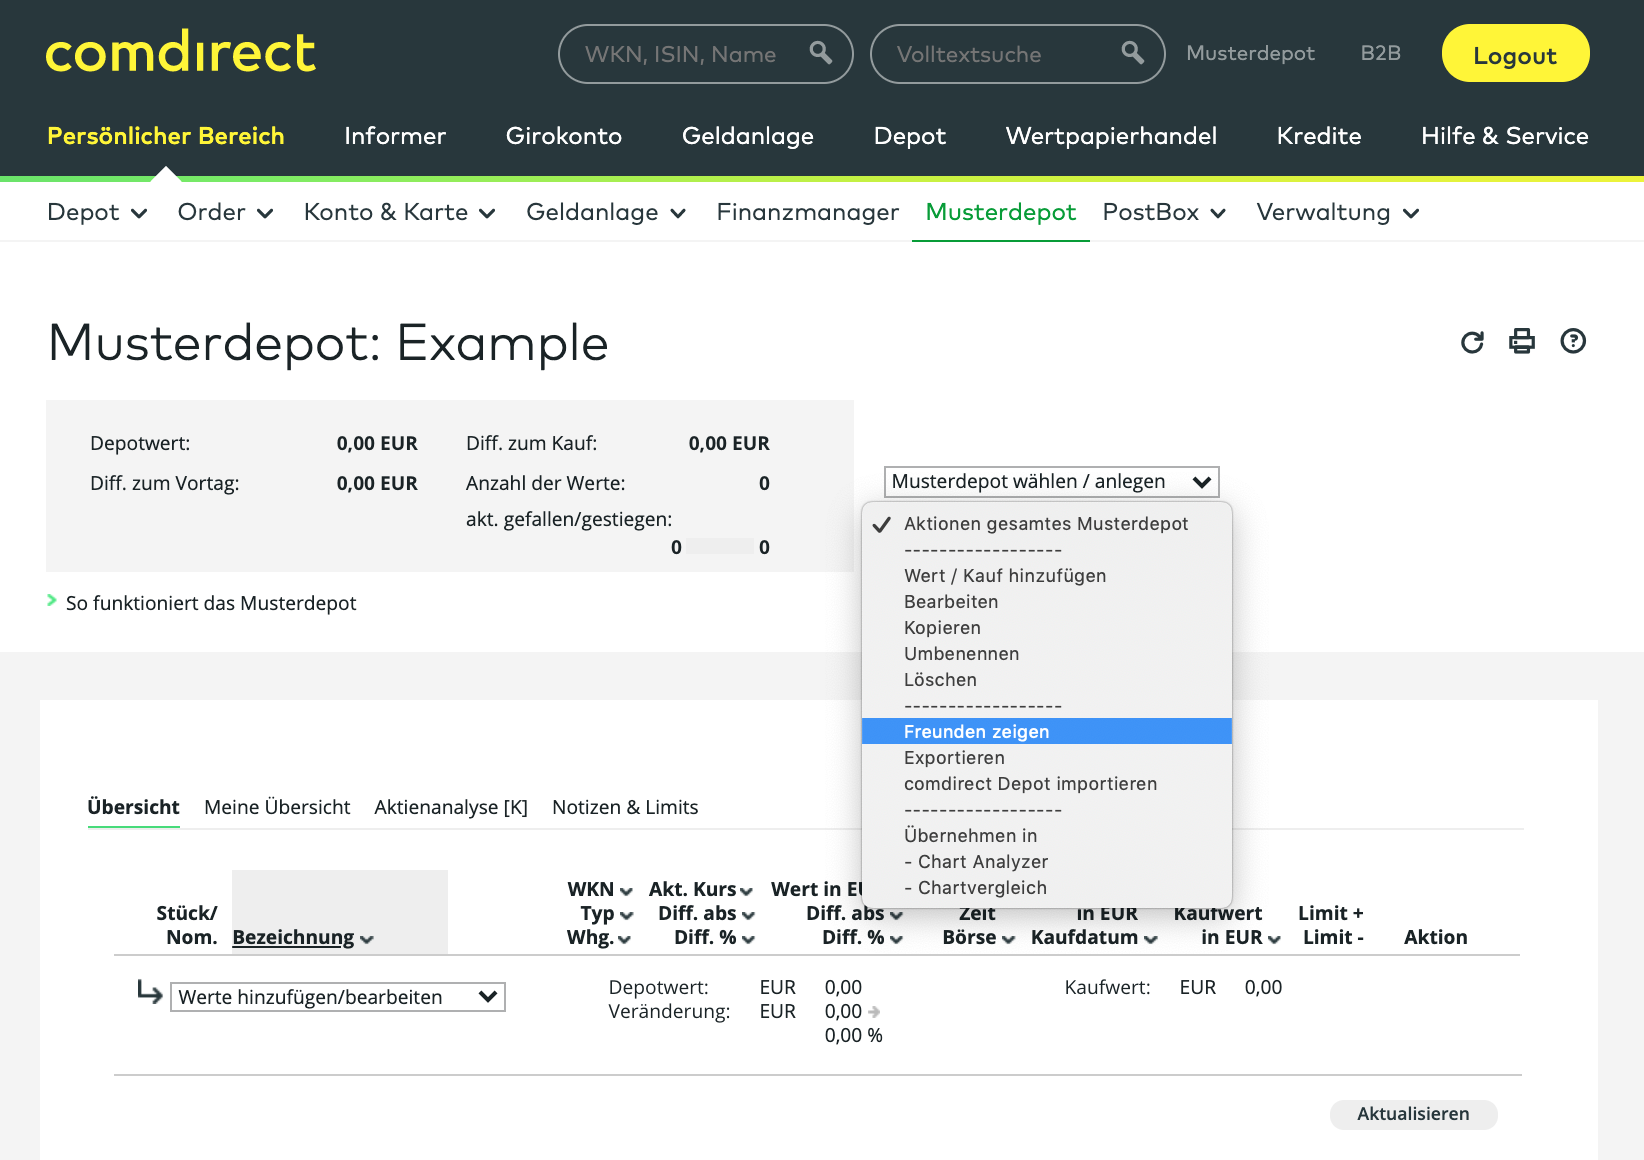 comdirect
WKN, ISIN, Name
Volltextsuche
Musterdepot
B2B
Logout
Persönlicher Bereich
Informer
Girokonto
Geldanlage
Depot
Wertpapierhandel
Kredite
Hilfe & Service
Depot
Order
Konto & Karte
Geldanlage
Finanzmanager
Musterdepot
PostBox
Verwaltung
Musterdepot: Example
Depotwert: 0,00 EUR
Diff. zum Kauf: 0,00 EUR
Diff. zum Vortag: 0,00 EUR
Anzahl der Werte: 0
akt. gefallen/gestiegen:
0 0
So funktioniert das Musterdepot
Musterdepot wählen / anlegen
Aktionen gesamtes Musterdepot
------------------
Wert / Kauf hinzufügen
Bearbeiten
Kopieren
Umbenennen
Löschen
------------------
Freunden zeigen
Exportieren
comdirect Depot importieren
------------------
Übernehmen in
- Chart Analyzer
- Chartvergleich
Übersicht
Meine Übersicht
Aktienanalyse [K]
Notizen & Limits
Stück/
Nom.
Bezeichnung
WKN
Typ
Whg.
Akt. Kurs
Diff. abs
Diff. %
Wert in
Diff. abs
Diff. %
Zeit
Börse
in EUR
Kaufdatum
Kaufwert
in EUR
Limit +
Limit -
Aktion
Werte hinzufügen/bearbeiten
Depotwert: EUR 0,00
Kaufwert: EUR 0,00
Veränderung: EUR 0,00
0,00 %
Aktualisieren